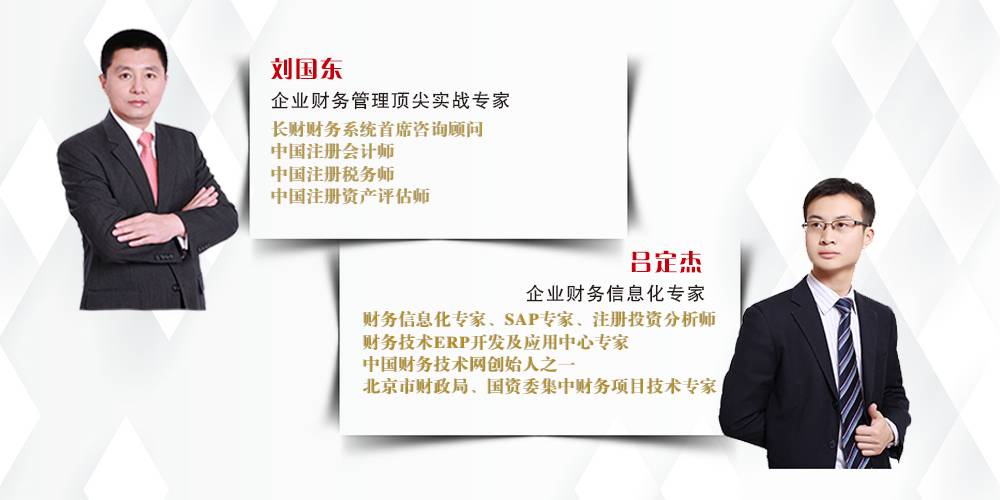 刘国东
企业财务管理顶尖实战专家
长财财务系统首席咨询顾问
中国注册会计师
中国注册税务师
中国注册资产评估师
吕定杰
企业财务信息化专家
财务信息化专家、SAP专家、注册投资分析师
财务技术ERP开发及应用中心专家
中国财务技术网创始人之一
北京市财政局、国资委集中财务项目技术专家